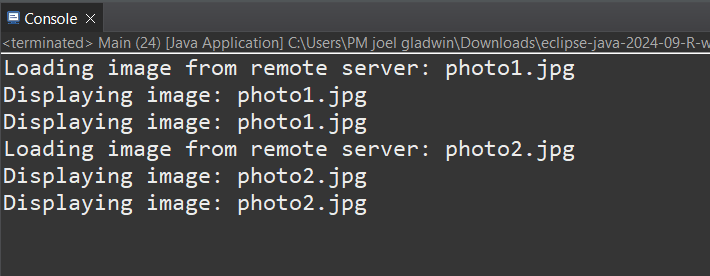 Console
<terminated> Main (24) [Java Application] C:\Users\PM joel gladwin\Downloads\eclipse-java-2024-09-R-w
Loading image from remote server: photo1.jpg
Displaying image: photo1.jpg
Displaying image: photo1.jpg
Loading image from remote server: photo2.jpg
Displaying image: photo2.jpg
Displaying image: photo2.jpg